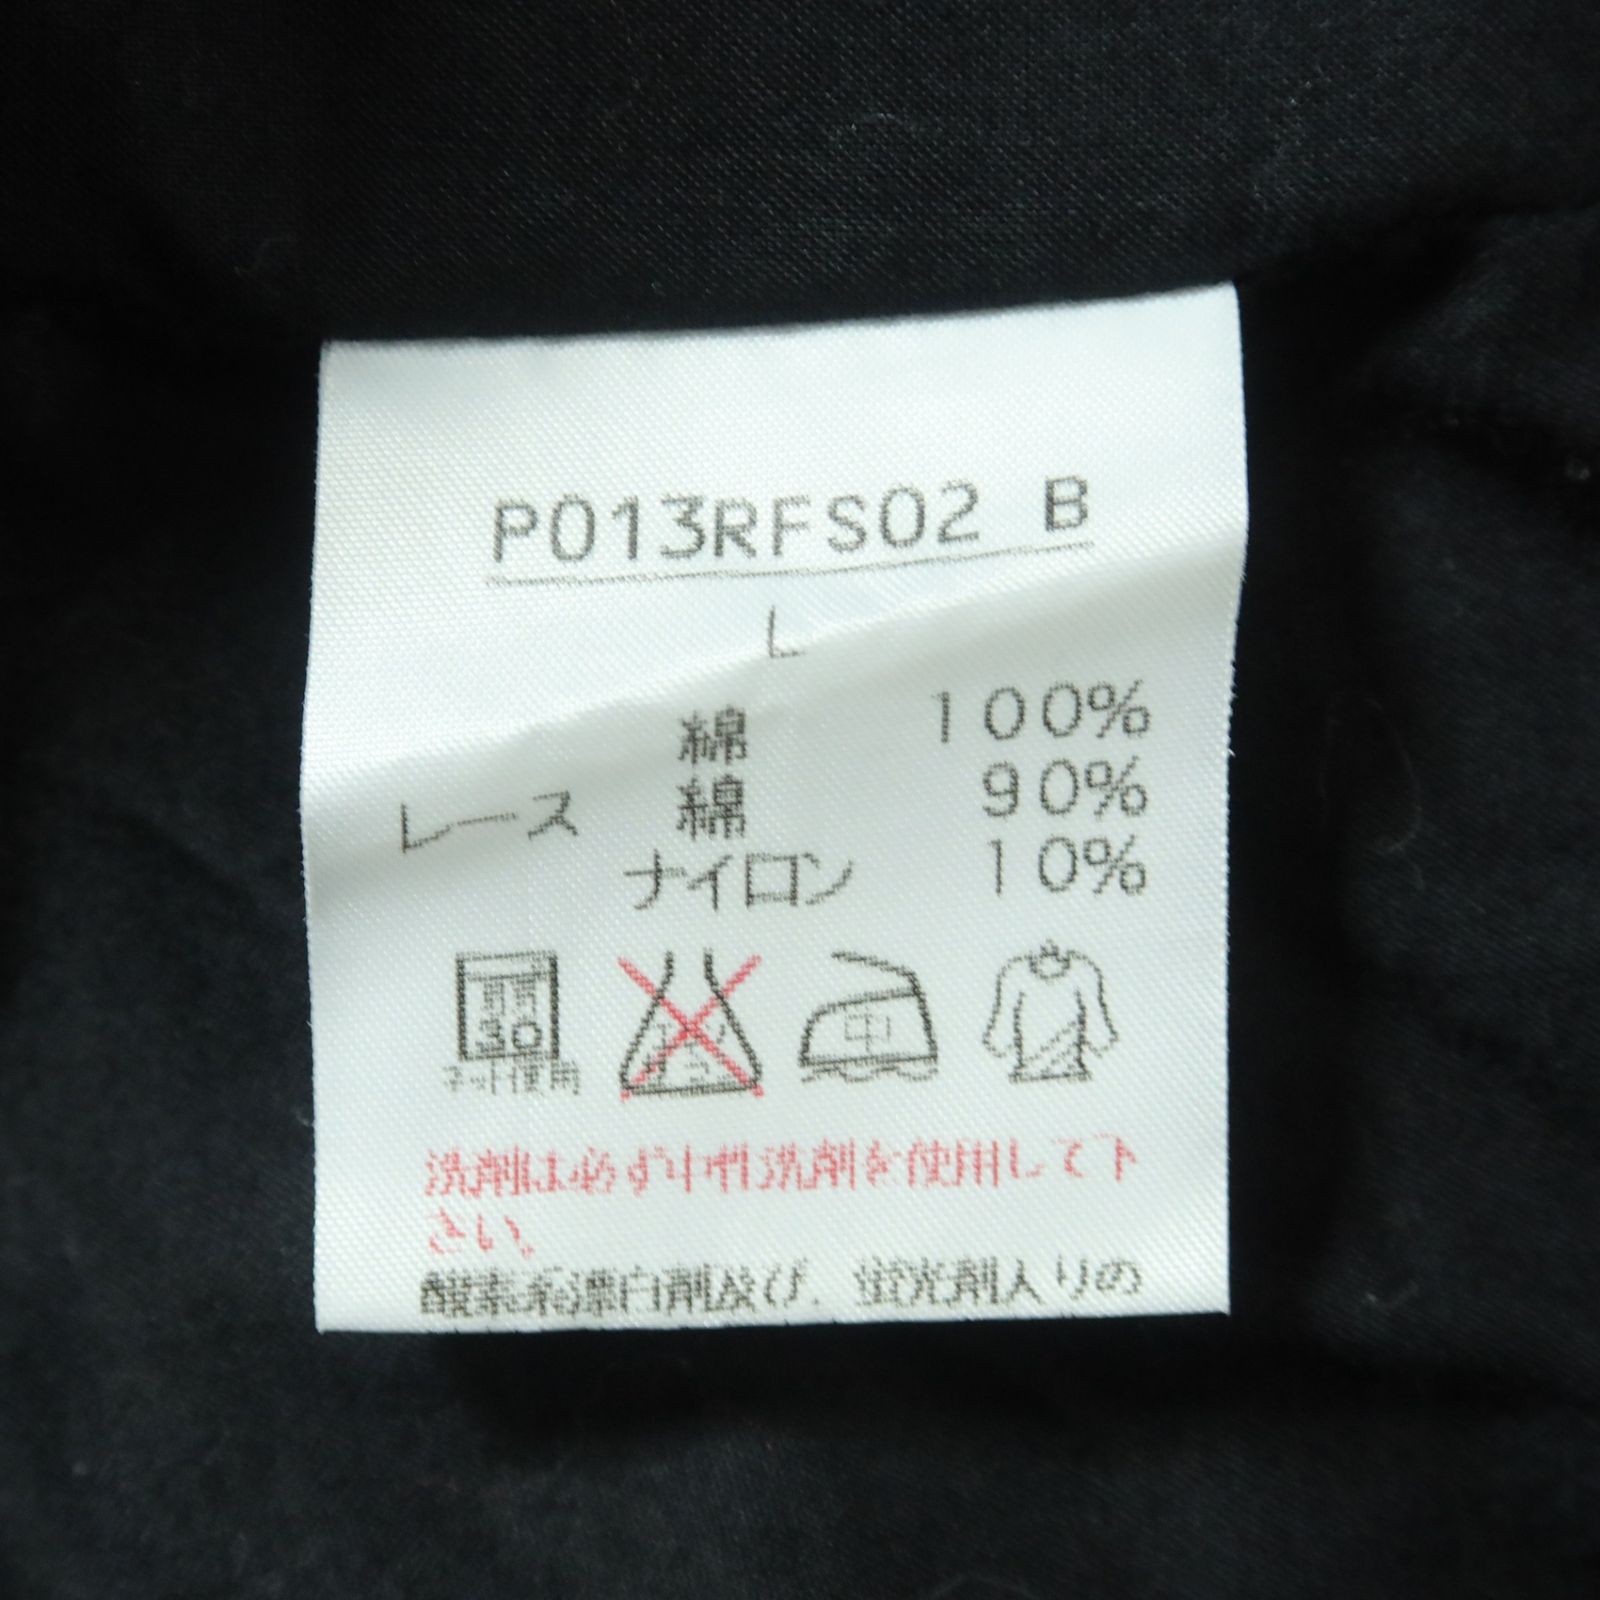 P013RFS02 B
L
綿 100%
レース 綿 90%
ナイロン 10%
30 中
ネット使用
洗剤は必ず中性洗剤を使用して下
さい。
酸素系漂白剤及び、蛍光剤入りの